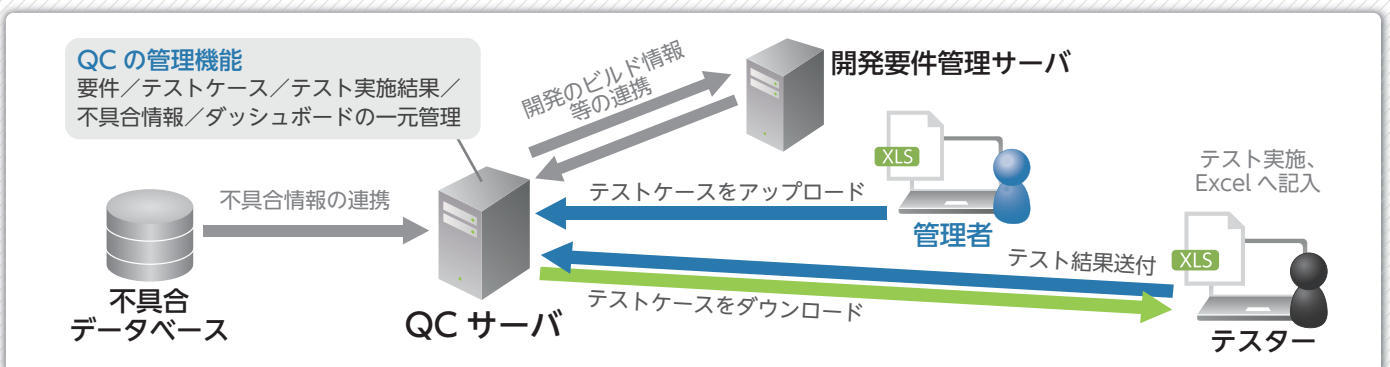 QC の管理機能
要件／テストケース／テスト実施結果／
不具合情報／ダッシュボードの一元管理
開発のビルド情報
等の連携
開発要件管理サーバ
XLS
テスト実施、
Excel へ記入
不具合情報の連携
テストケースをアップロード
管理者
テスト結果送付
XLS
テストケースをダウンロード
不具合
データベース
QC サーバ
テスター